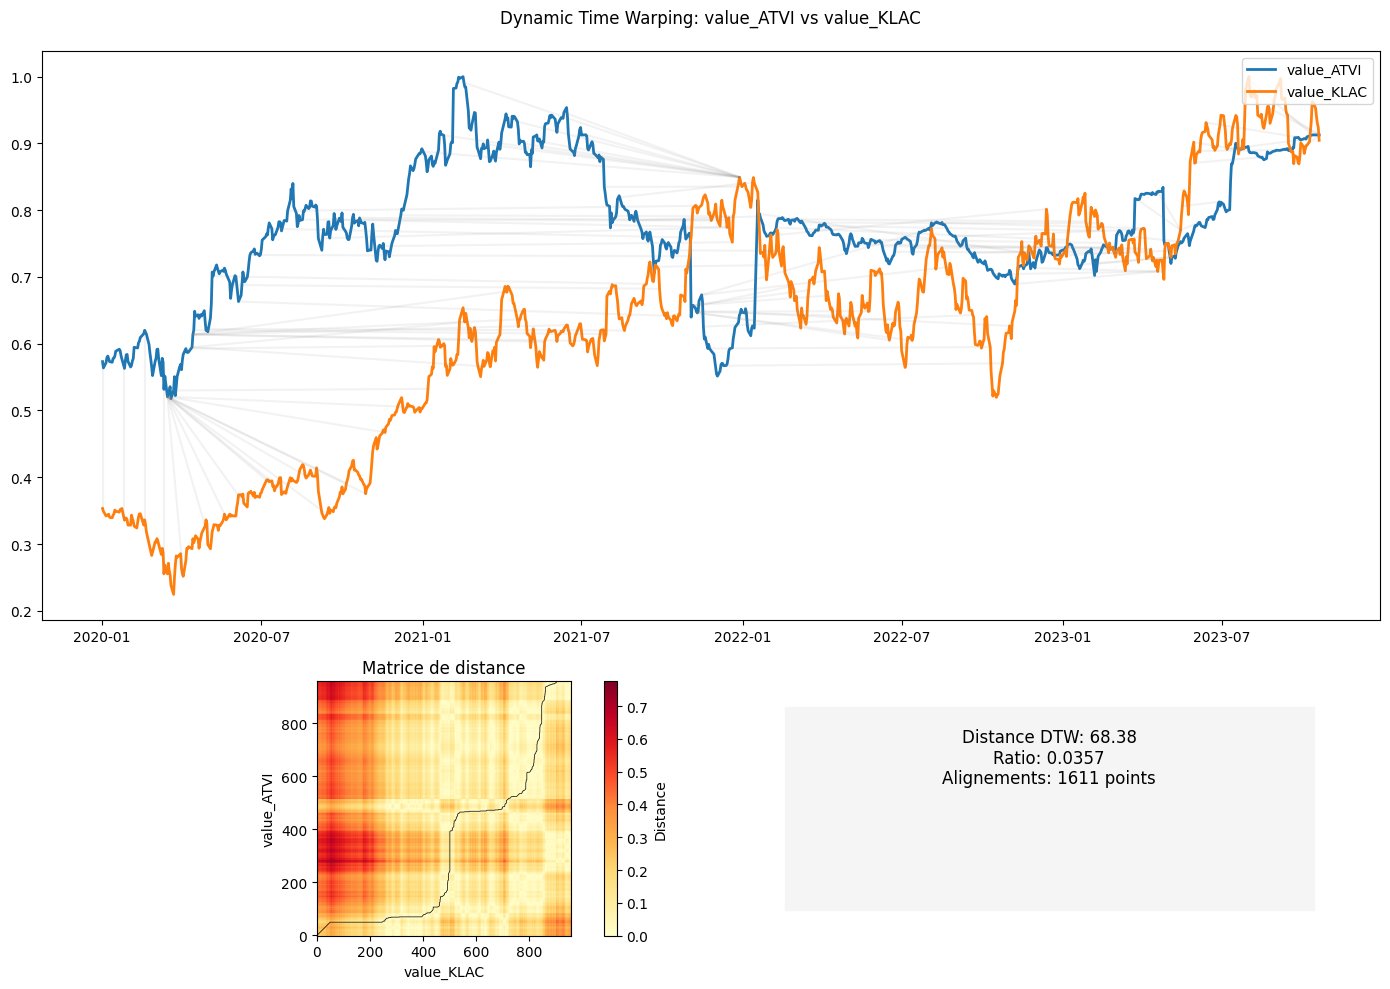 Dynamic Time Warping: value_ATVI vs value_KLAC
value_ATVI
value_KLAC
1.0
0.9
0.8
0.7
0.6
0.5
0.4
0.3
0.2
2020-01 2020-07 2021-01 2021-07 2022-01 2022-07 2023-01 2023-07
Matrice de distance
value_ATVI
800
600
400
200
0
0 200 400 600 800
value_KLAC
0.7
0.6
0.5
0.4
0.3
0.2
0.1
0.0
Distance
Distance DTW: 68.38
Ratio: 0.0357
Alignements: 1611 points